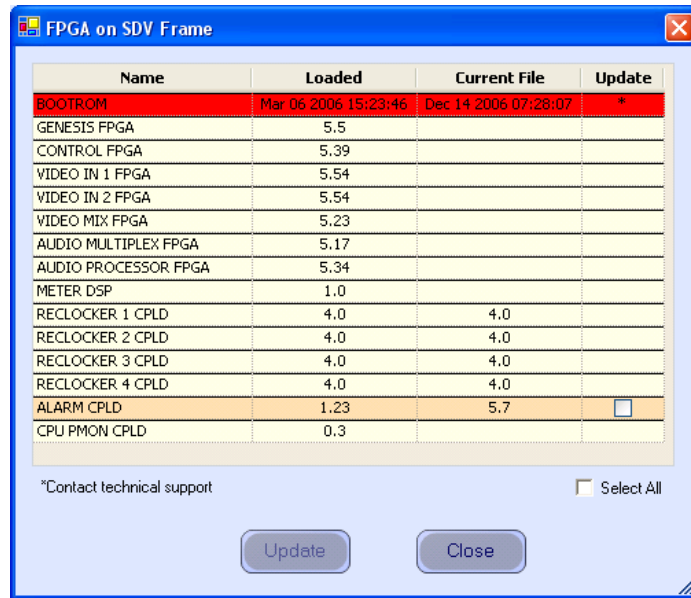 FPGA on SDV Frame
Name Loaded Current File Update
BOOTROM Mar 06 2006 15:23:46 Dec 14 2006 07:28:07 *
GENESIS FPGA 5.5
CONTROL FPGA 5.39
VIDEO IN 1 FPGA 5.54
VIDEO IN 2 FPGA 5.54
VIDEO MIX FPGA 5.23
AUDIO MULTIPLEX FPGA 5.17
AUDIO PROCESSOR FPGA 5.34
METER DSP 1.0
RECLOCKER 1 CPLD 4.0 4.0
RECLOCKER 2 CPLD 4.0 4.0
RECLOCKER 3 CPLD 4.0 4.0
RECLOCKER 4 CPLD 4.0 4.0
ALARM CPLD 1.23 5.7
CPU PMON CPLD 0.3
*Contact technical support Select All
Update Close